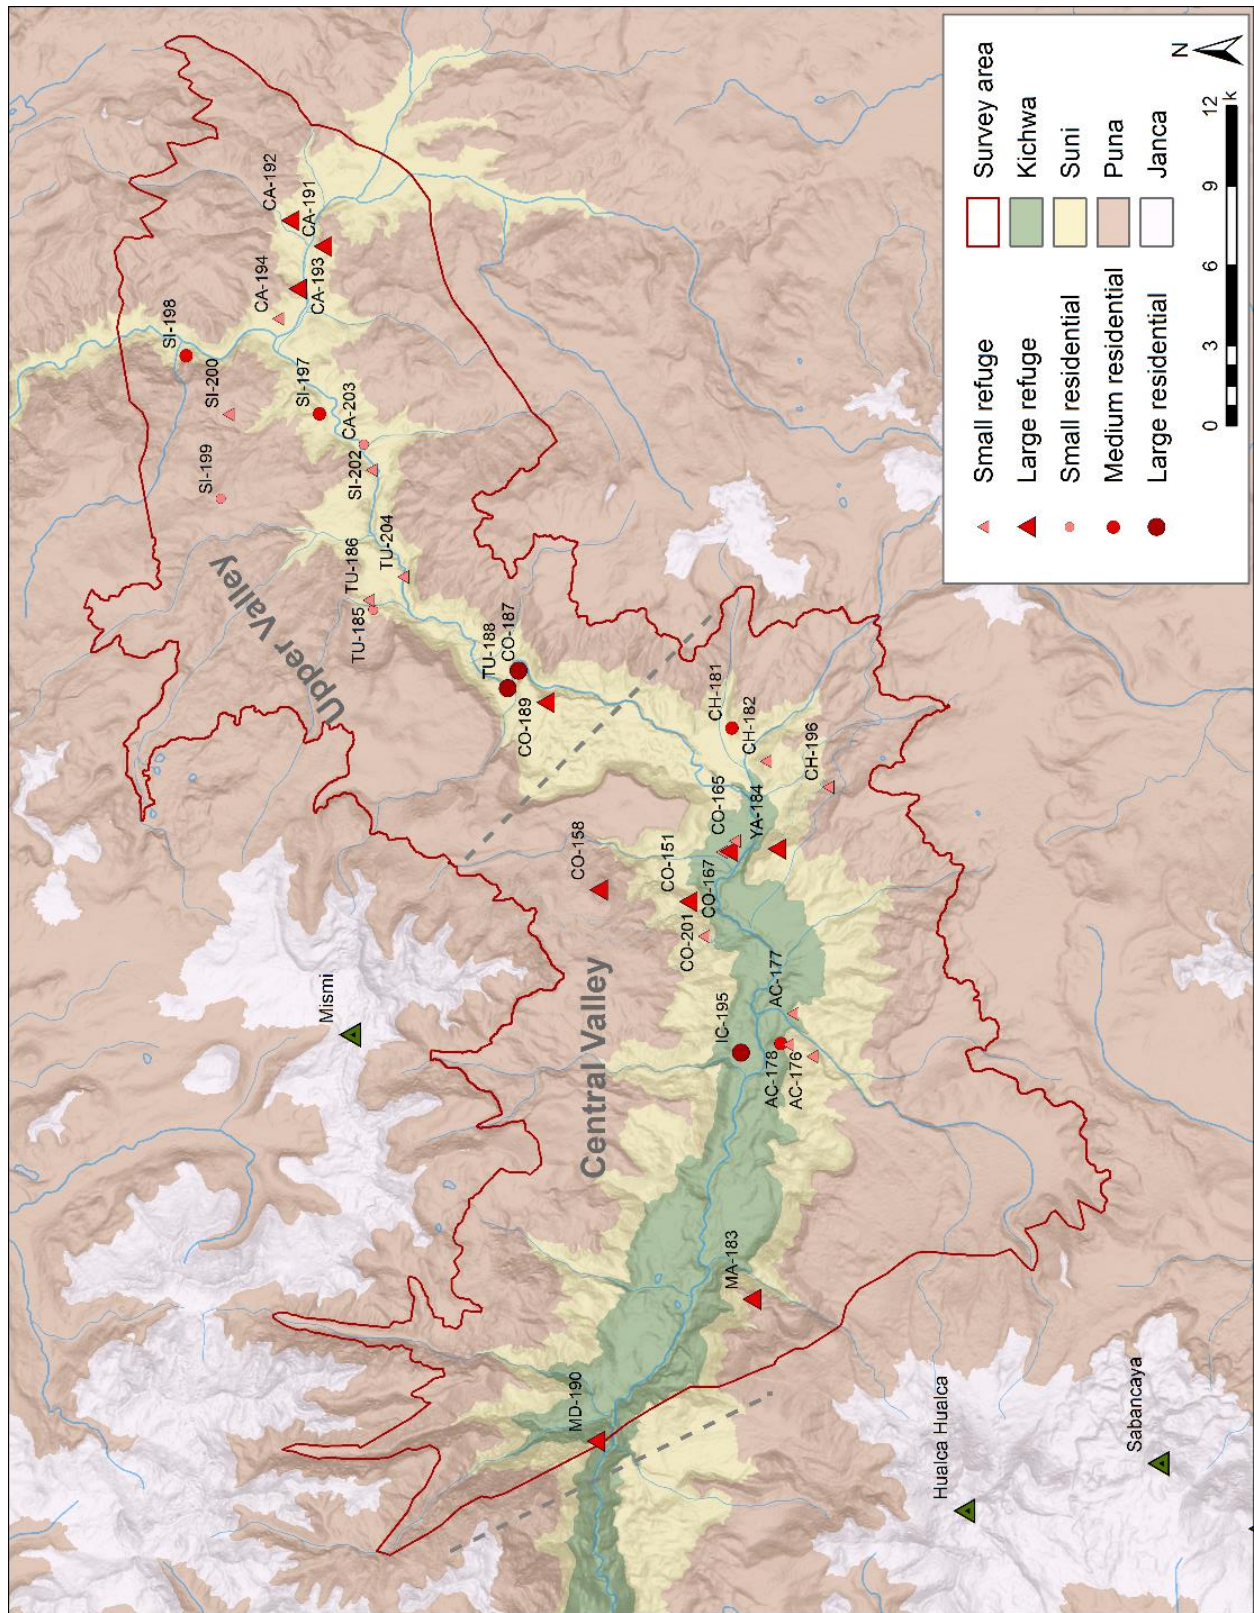 Mismi
Hualca Hualca
Sabancaya
Upper Valley
Central Valley
SI-199
SI-200
SI-198
CA-194
CA-192
CA-191
CA-193
SI-197
CA-203
SI-202
TU-204
TU-186
TU-185
TU-188
CO-187
CO-189
CO-158
CO-151
CO-201
CO-167
CO-165
YA-184
CH-181
CH-182
CH-196
IC-195
AC-177
AC-178
AC-176
MA-183
MD-190
Small refuge
Large refuge
Small residential
Medium residential
Large residential
Survey area
Kichwa
Suni
Puna
Janca
0 3 6 9 12
k
N